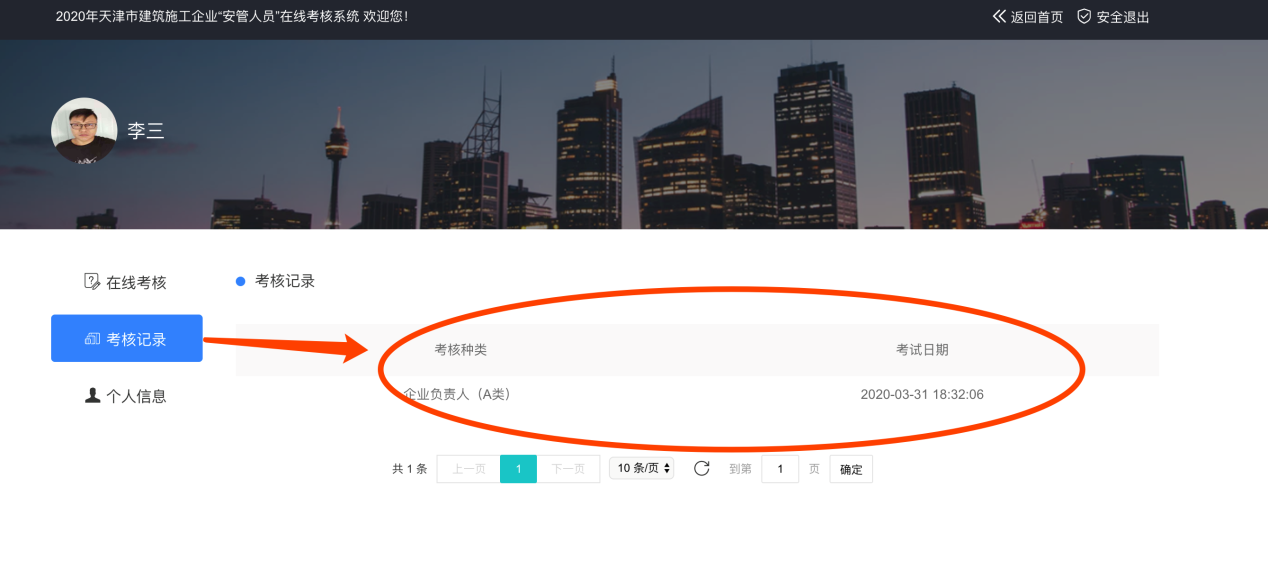 2020年天津市建筑施工企业“安管人员”在线考核系统 欢迎您！
返回首页 安全退出
李三
在线考核
考核记录
个人信息
考核记录
考核种类 考试日期
企业负责人（A类） 2020-03-31 18:32:06
共 1 条 上一页 1 下一页 10 条/页 到第 1 页 确定